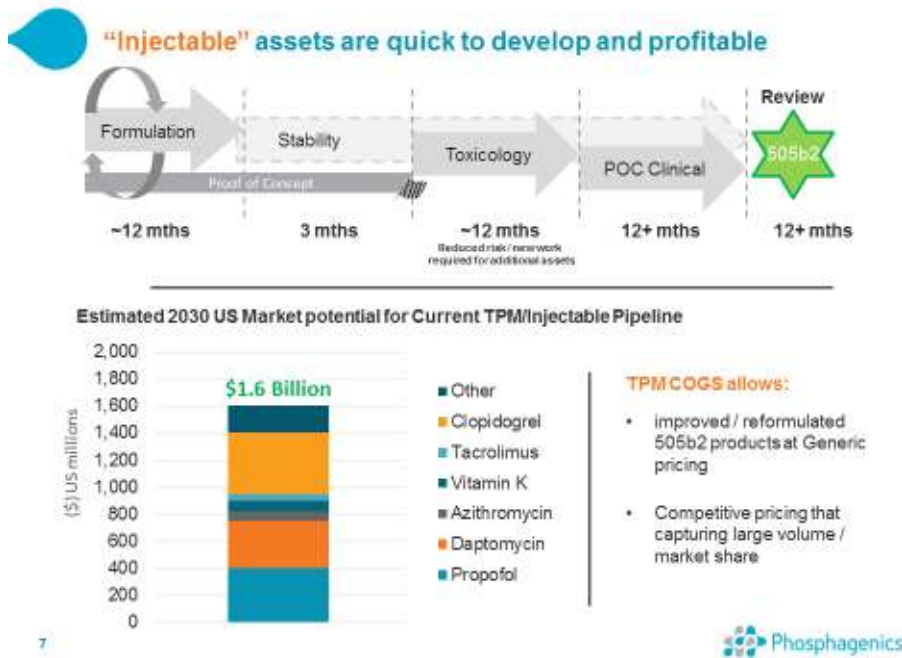 “Injectable” assets are quick to develop and profitable
Review
Formulation
Stability
Toxicology
POC Clinical
505b2
Proof of Concept
~12 mths
3 mths
~12 mths
12+ mths
12+ mths
Reduced risk/ new work
required for additional assets
Estimated 2030 US Market potential for Current TPM/Injectable Pipeline
($) US millions
2,000
1,800
1,600
1,400
1,200
1,000
800
600
400
200
0
$1.6 Billion
Other
Clopidogrel
Tacrolimus
Vitamin K
Azithromycin
Daptomycin
Propofol
TPM COGS allows:
• improved / reformulated
505b2 products at Generic
pricing
• Competitive pricing that
capturing large volume /
market share
7
Phosphagenics